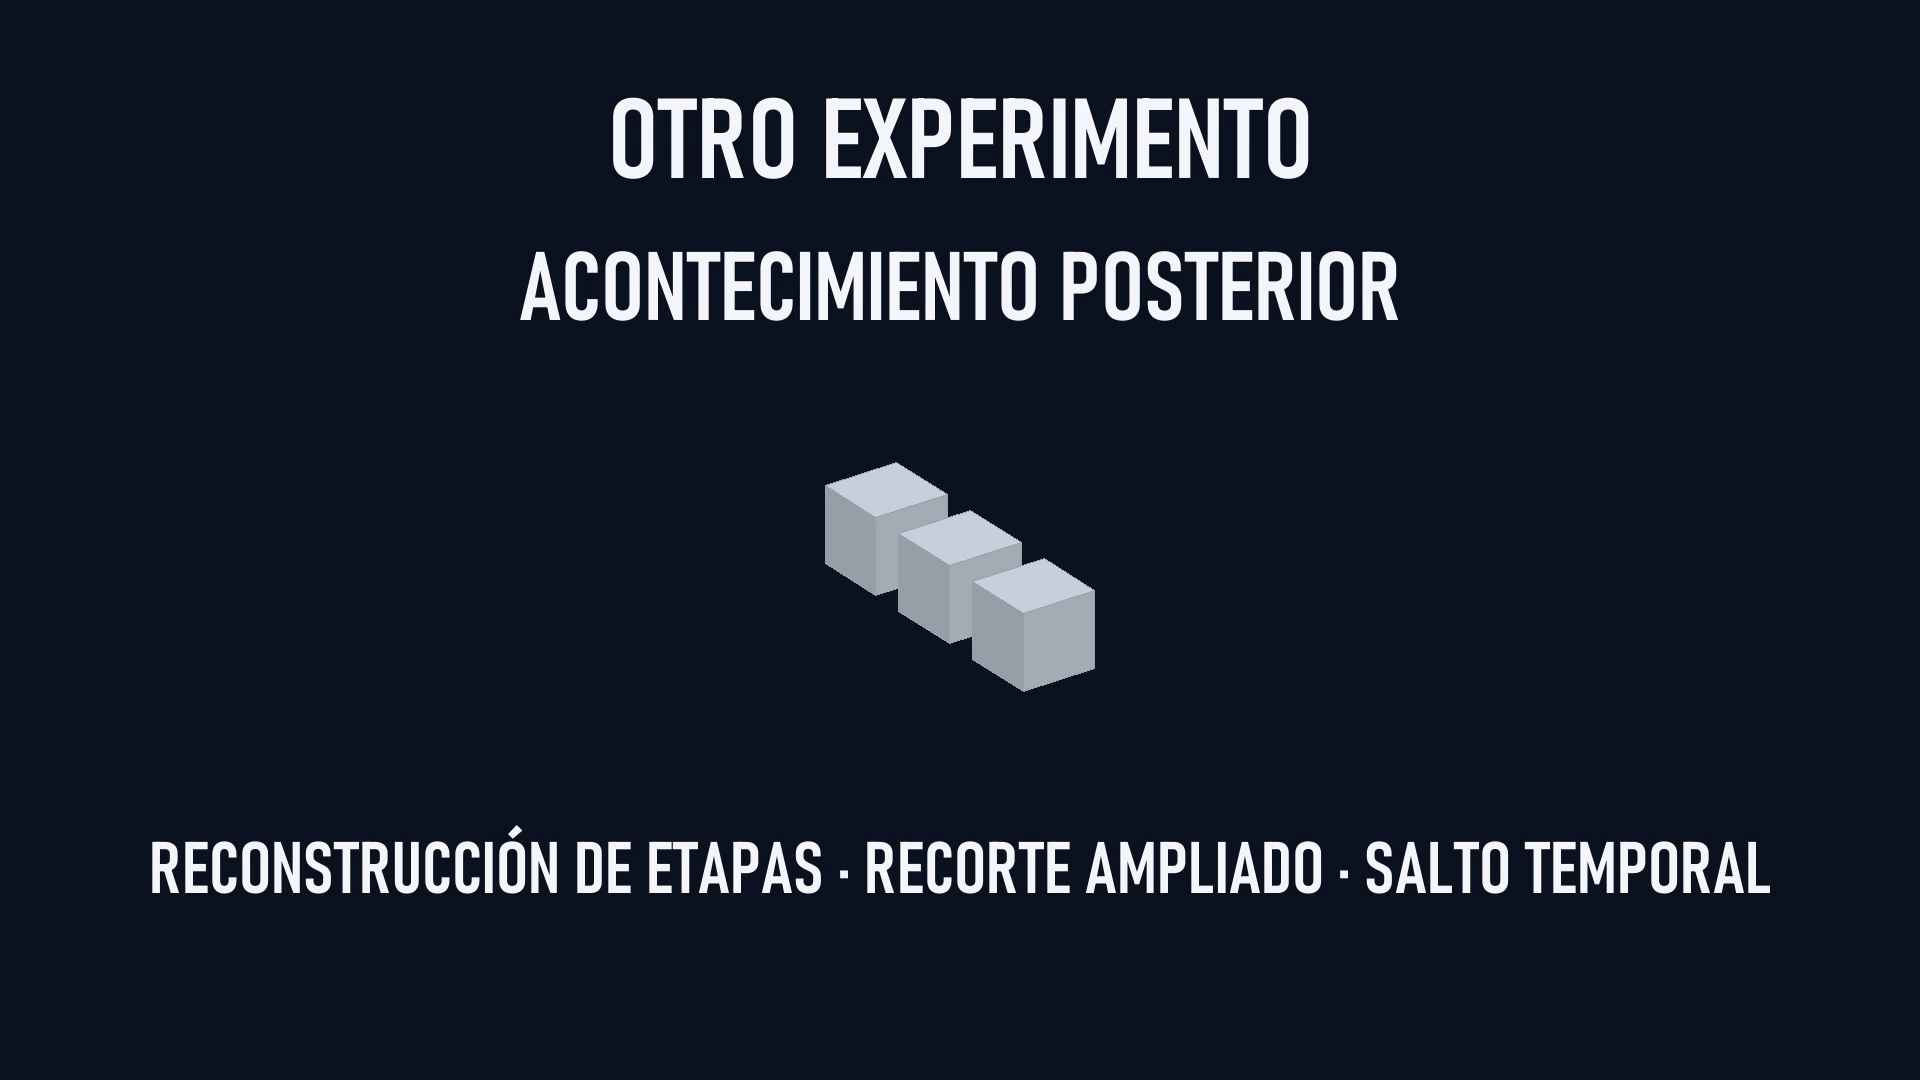 OTRO EXPERIMENTO
ACONTECIMIENTO POSTERIOR
RECONSTRUCCIÓN DE ETAPAS · RECORTE AMPLIADO · SALTO TEMPORAL